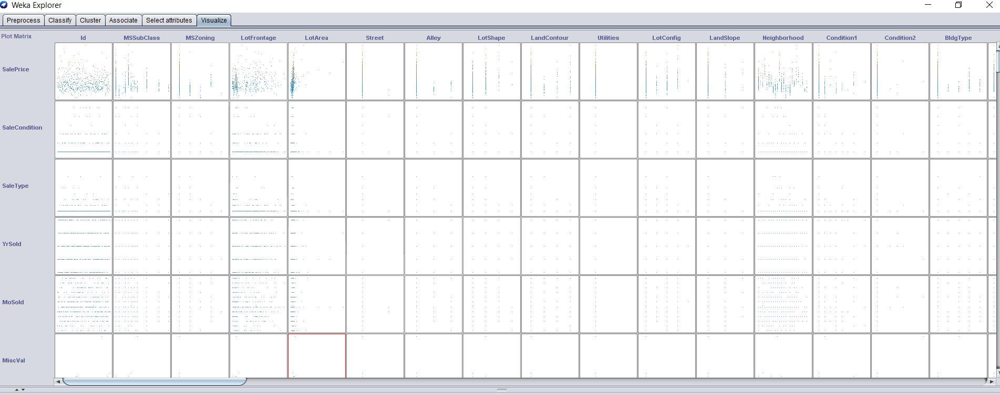 Weka Explorer
Preprocess Classify Cluster Associate Select attributes Visualize
Plot Matrix Id MSSubClass MSZoning LotFrontage LotArea Street Alley LotShape LandContour Utilities LotConfig LandSlope Neighborhood Condition1 Condition2 BldgType
SalePrice
SaleCondition
SaleType
YrSold
MoSold
MiscVal